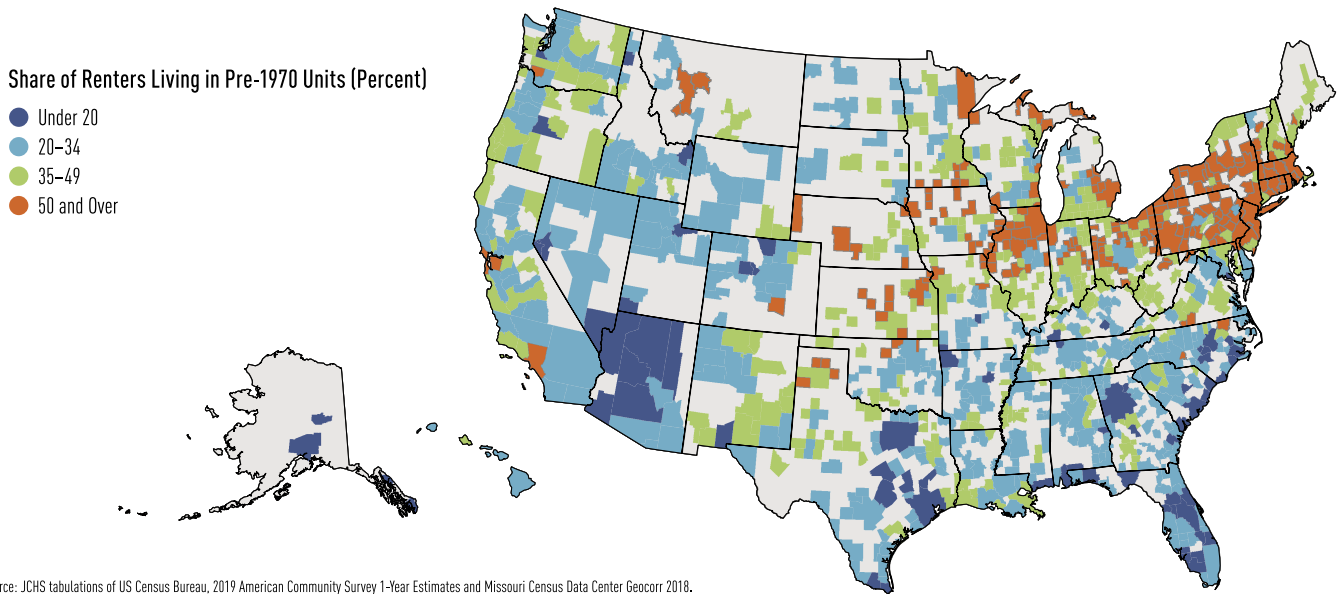 Share of Renters Living in Pre-1970 Units (Percent)
Under 20
20–34
35–49
50 and Over
rce: JCHS tabulations of US Census Bureau, 2019 American Community Survey 1-Year Estimates and Missouri Census Data Center Geocorr 2018.